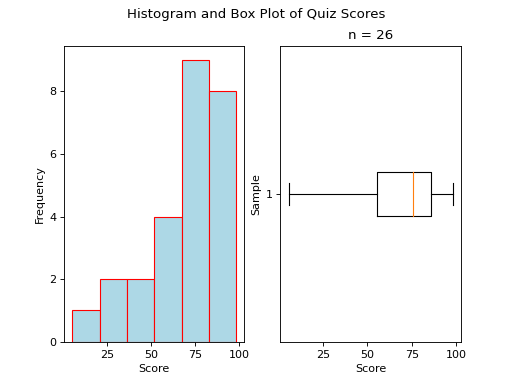 Histogram and Box Plot of Quiz Scores
n = 26
Frequency
8
6
4
2
0
25 50 75 100
Score
Sample
1
25 50 75 100
Score